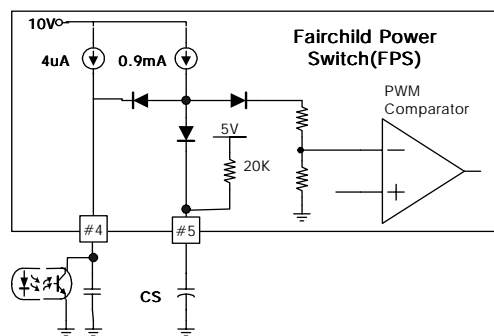 10V
Fairchild Power
Switch(FPS)
4uA
0.9mA
PWM
Comparator
5V
20K
#4
#5
CS